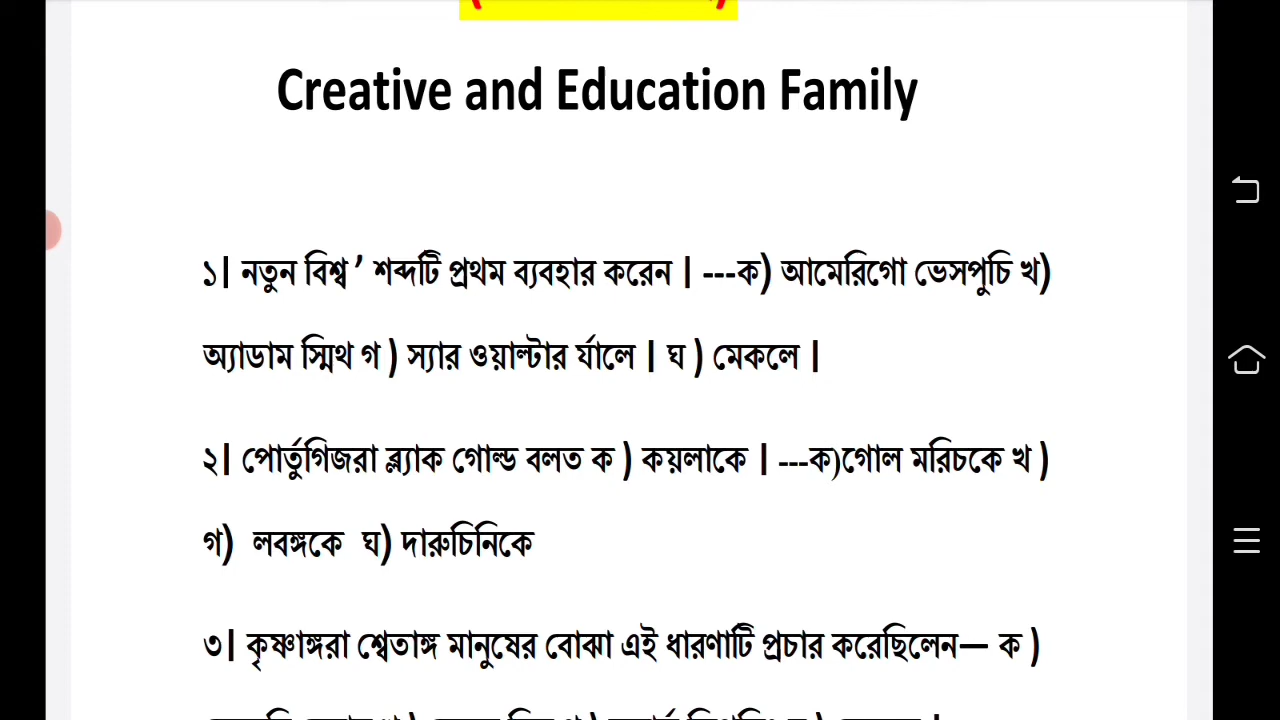 Creative and Education Family
১। নতুন বিশ্ব ’ শব্দটি প্রথম ব্যবহার করেন । ---ক) আমেরিগো ভেসপুচি খ)
অ্যাডাম স্মিথ গ ) স্যার ওয়াল্টার র্যালে । ঘ ) মেকলে ।
২। পোর্তুগিজরা ব্ল্যাক গোল্ড বলত ক ) কয়লাকে । ---ক)গোল মরিচকে খ )
গ) লবঙ্গকে ঘ) দারুচিনিকে
৩। কৃষ্ণাঙ্গরা শ্বেতাঙ্গ মানুষের বোঝা এই ধারণাটি প্রচার করেছিলেন— ক )